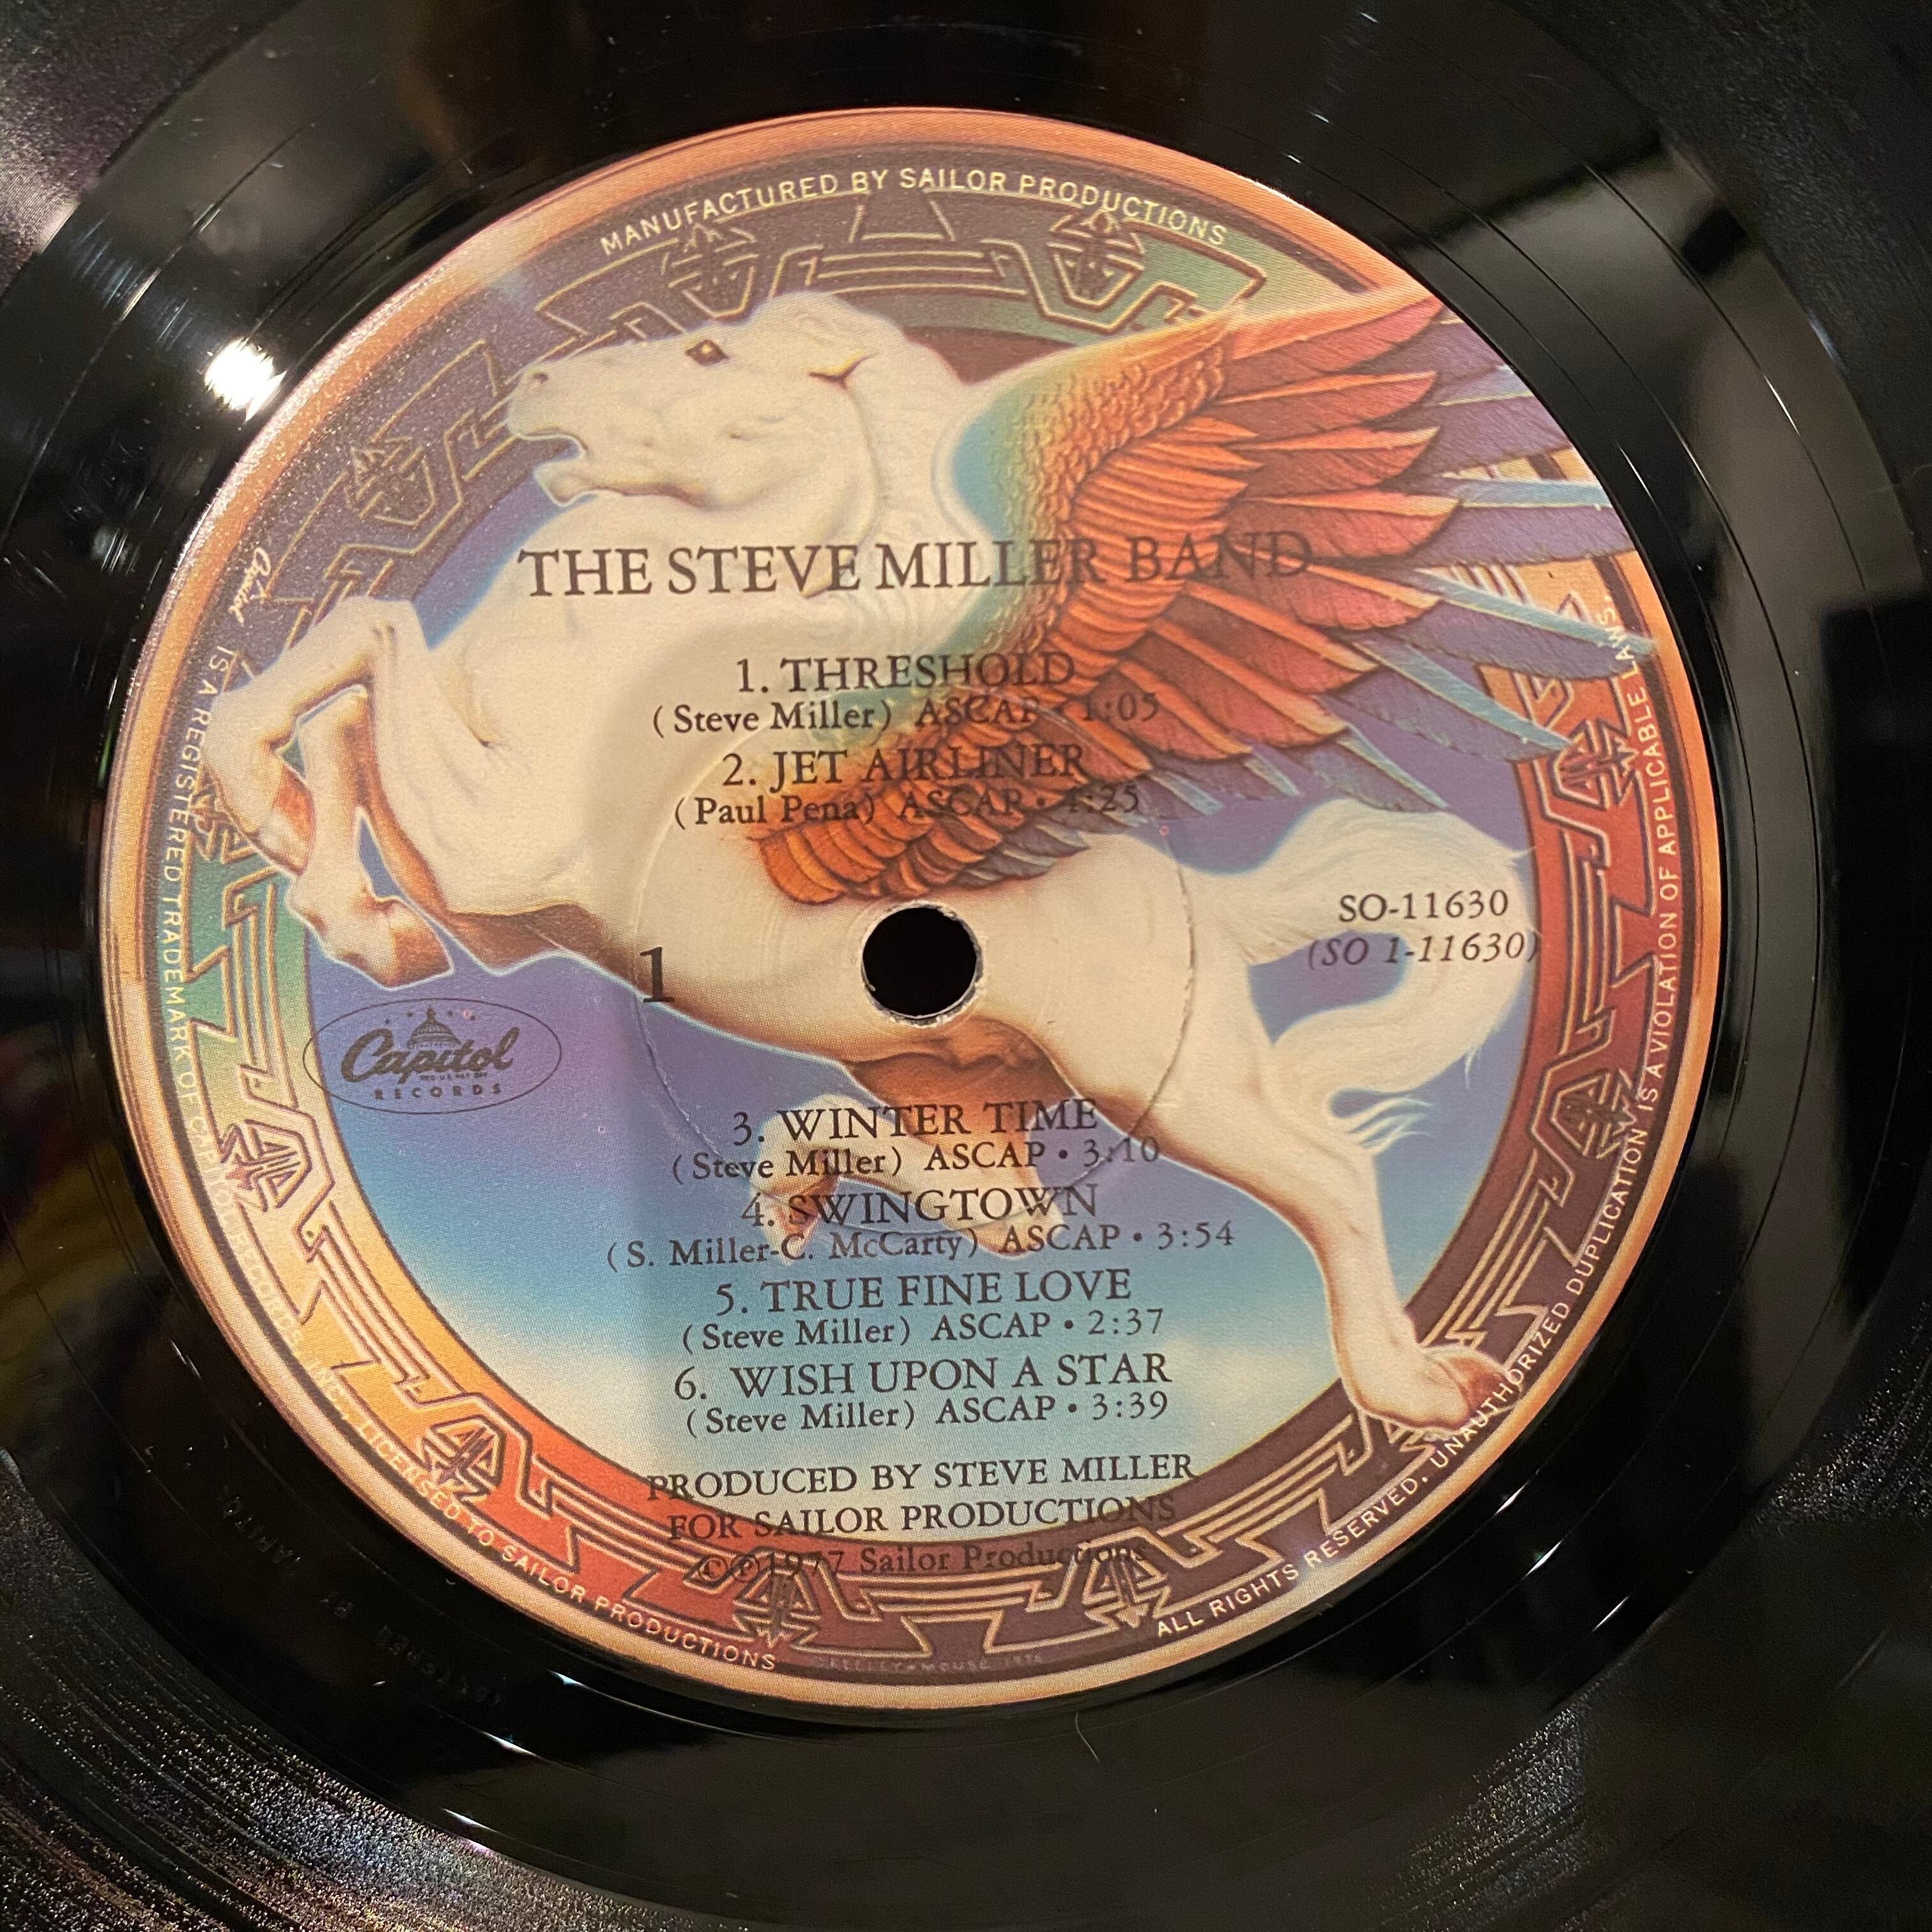 MANUFACTURED BY SAILOR PRODUCTIONS
THE STEVE MILLER BAND
1. THRESHOLD
(Steve Miller) ASCAP • 1:05
2. JET AIRLINER
(Paul Pena) ASCAP • 4:25
SO-11630
(SO 1-11630)
1
Capitol
RECORDS
3. WINTER TIME
(Steve Miller) ASCAP • 3:10
4. SWINGTOWN
(S. Miller-C. McCarty) ASCAP • 3:54
5. TRUE FINE LOVE
(Steve Miller) ASCAP • 2:37
6. WISH UPON A STAR
(Steve Miller) ASCAP • 3:39
PRODUCED BY STEVE MILLER
FOR SAILOR PRODUCTIONS
©℗1977 Sailor Productions
Capitol IS A REGISTERED TRADEMARK OF CAPITOL RECORDS, INC., LICENSED TO SAILOR PRODUCTIONS
KELLEY • MOUSE
ALL RIGHTS RESERVED. UNAUTHORIZED DUPLICATION IS A VIOLATION OF APPLICABLE LAWS.